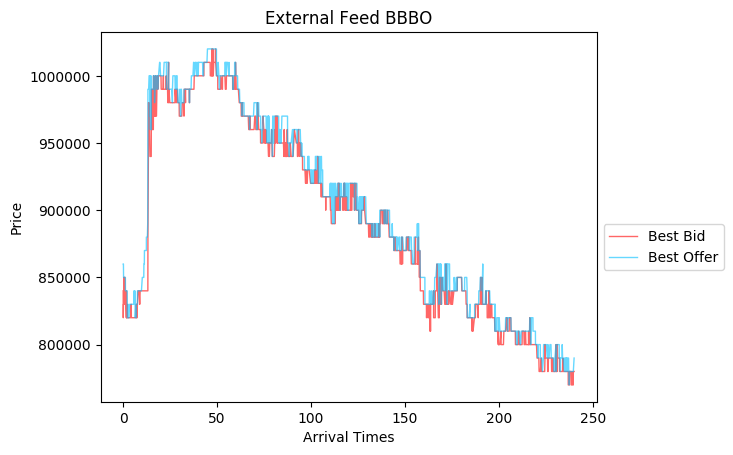 External Feed BBBO
Price
1000000
950000
900000
850000
800000
0 50 100 150 200 250
Arrival Times
Best Bid
Best Offer